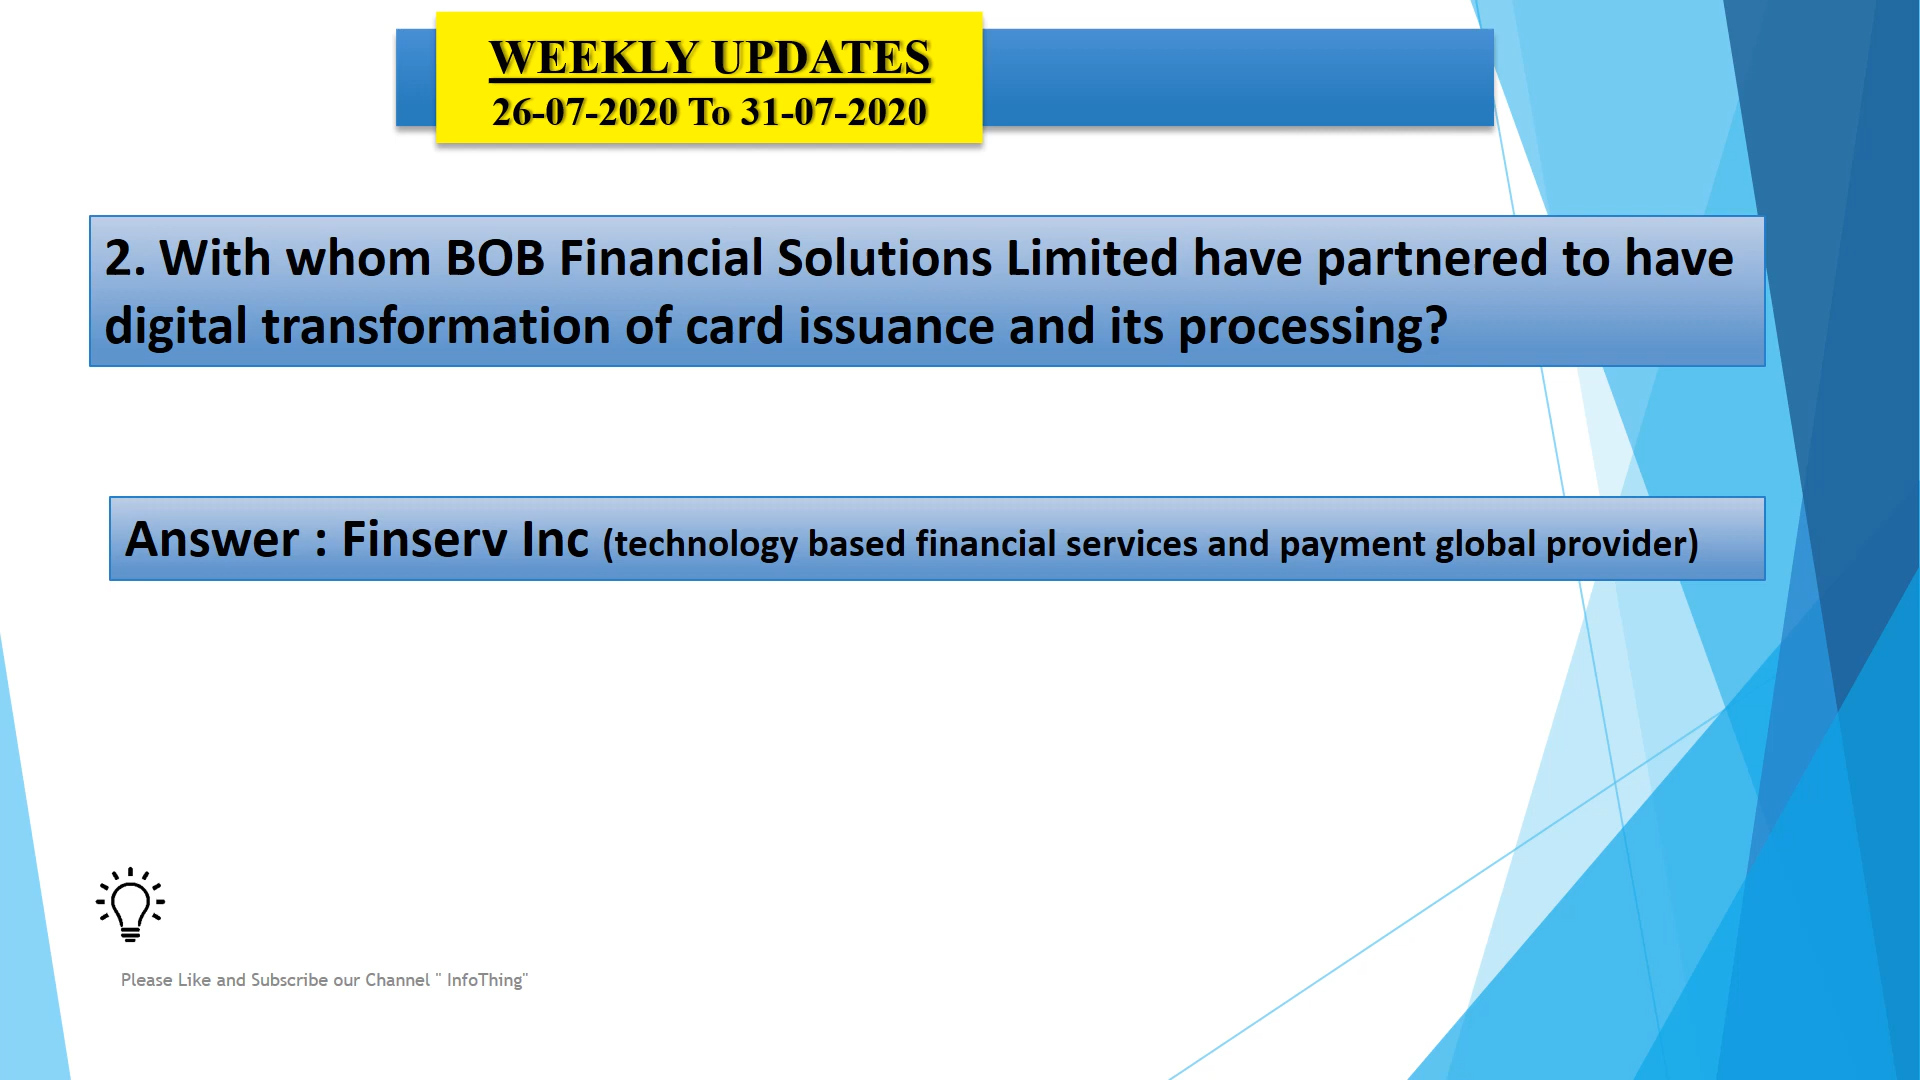 WEEKLY UPDATES
26-07-2020 To 31-07-2020
2. With whom BOB Financial Solutions Limited have partnered to have
digital transformation of card issuance and its processing?
Answer : Finserv Inc (technology based financial services and payment global provider)
Please Like and Subscribe our Channel " InfoThing"